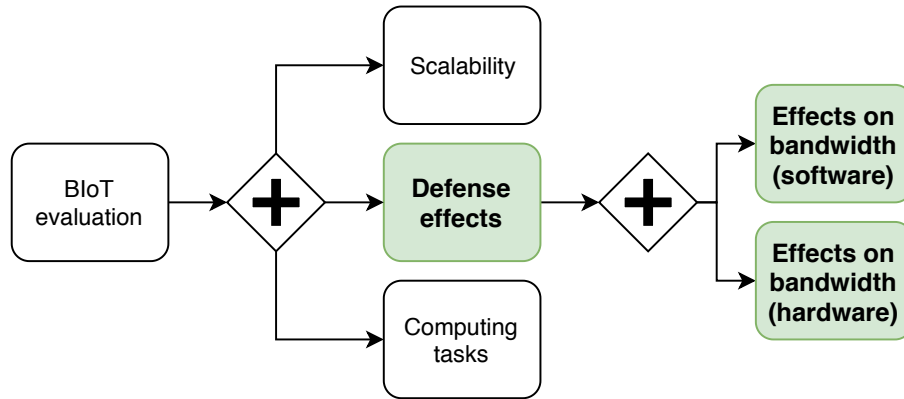 BIoT
evaluation
Scalability
Defense
effects
Computing
tasks
Effects on
bandwidth
(software)
Effects on
bandwidth
(hardware)